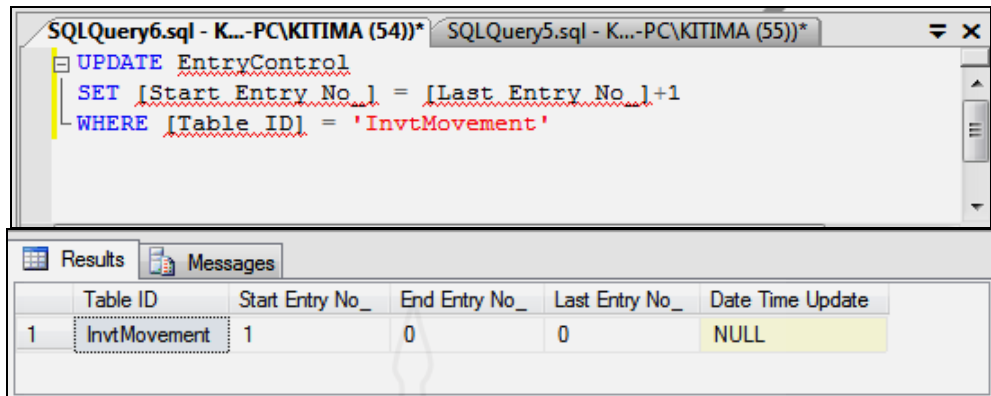 SQLQuery6.sql - K...-PC\KITIMA (54))* SQLQuery5.sql - K...-PC\KITIMA (55))*
UPDATE EntryControl
SET [Start Entry No_] = [Last Entry No_]+1
WHERE [Table ID] = 'InvtMovement'
Results Messages
Table ID Start Entry No_ End Entry No_ Last Entry No_ Date Time Update
1 InvtMovement 1 0 0 NULL